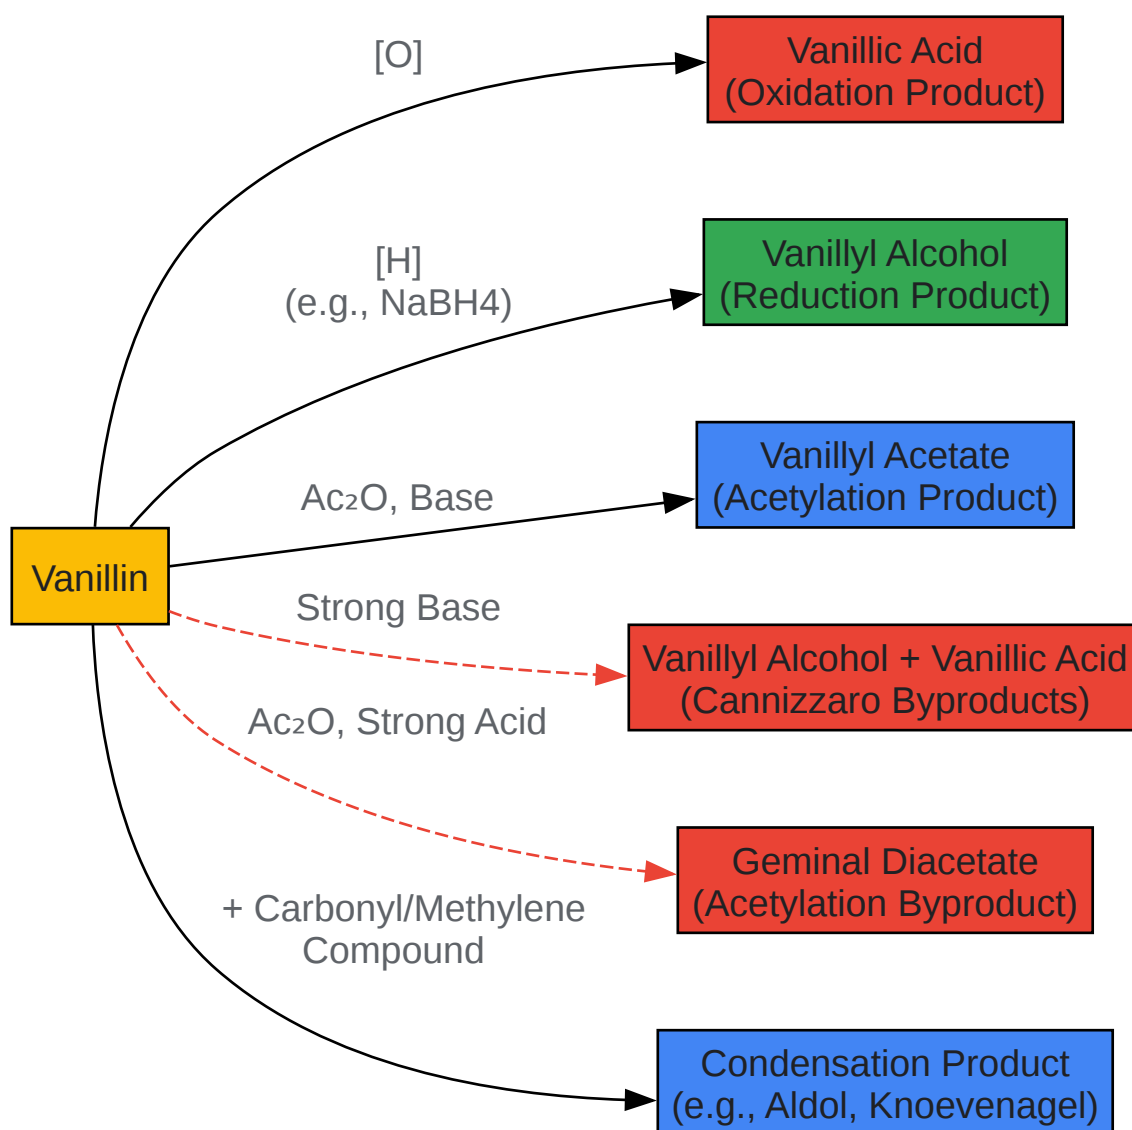 [O]
Vanillic Acid
(Oxidation Product)
[H]
(e.g., NaBH4)
Vanillyl Alcohol
(Reduction Product)
Ac₂O, Base
Vanillyl Acetate
(Acetylation Product)
Vanillin
Strong Base
Vanillyl Alcohol + Vanillic Acid
(Cannizzaro Byproducts)
Ac₂O, Strong Acid
Geminal Diacetate
(Acetylation Byproduct)
+ Carbonyl/Methylene
Compound
Condensation Product
(e.g., Aldol, Knoevenagel)